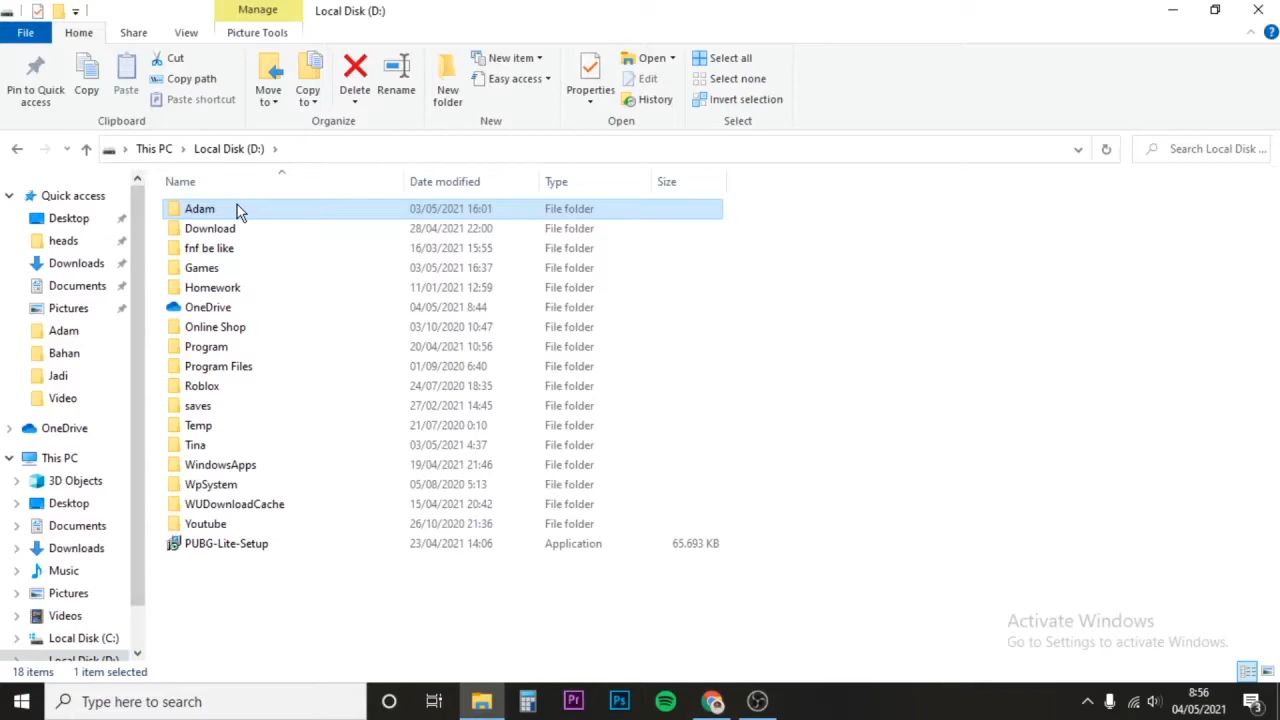 Manage
Local Disk (D:)
File
Home
Share
View
Picture Tools
Pin to Quick access
Copy
Paste
Cut
Copy path
Paste shortcut
Clipboard
Move to
Copy to
Delete
Rename
Organize
New folder
New item
Easy access
New
Properties
Open
Edit
History
Open
Select all
Select none
Invert selection
Select
This PC > Local Disk (D:) >
Search Local Disk ...
Name Date modified Type Size
Quick access
Desktop
heads
Downloads
Documents
Pictures
Adam
Bahan
Jadi
Video
OneDrive
This PC
3D Objects
Desktop
Documents
Downloads
Music
Pictures
Videos
Local Disk (C:)
Local Disk (D:)
Adam 03/05/2021 16:01 File folder
Download 28/04/2021 22:00 File folder
fnf be like 16/03/2021 15:55 File folder
Games 03/05/2021 16:37 File folder
Homework 11/01/2021 12:59 File folder
OneDrive 04/05/2021 8:44 File folder
Online Shop 03/10/2020 10:47 File folder
Program 20/04/2021 10:56 File folder
Program Files 01/09/2020 6:40 File folder
Roblox 24/07/2020 18:35 File folder
saves 27/02/2021 14:45 File folder
Temp 21/07/2020 0:10 File folder
Tina 03/05/2021 4:37 File folder
WindowsApps 19/04/2021 21:46 File folder
WpSystem 05/08/2020 5:13 File folder
WUDownloadCache 15/04/2021 20:42 File folder
Youtube 26/10/2020 21:36 File folder
PUBG-Lite-Setup 23/04/2021 14:06 Application 65.693 KB
Activate Windows
Go to Settings to activate Windows.
18 items 1 item selected
Type here to search
Pr
Ps
8:56
04/05/2021
3